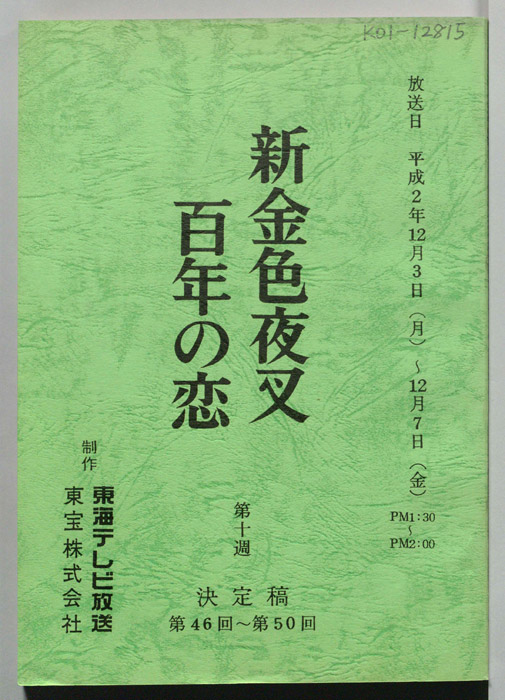 K01-12815
放送日　平成2年12月3日（月）～12月7日（金）
PM1:30
～
PM2:00
新金色夜叉
百年の恋
第十週
決定稿
第46回～第50回
制作
東海テレビ放送
東宝株式会社